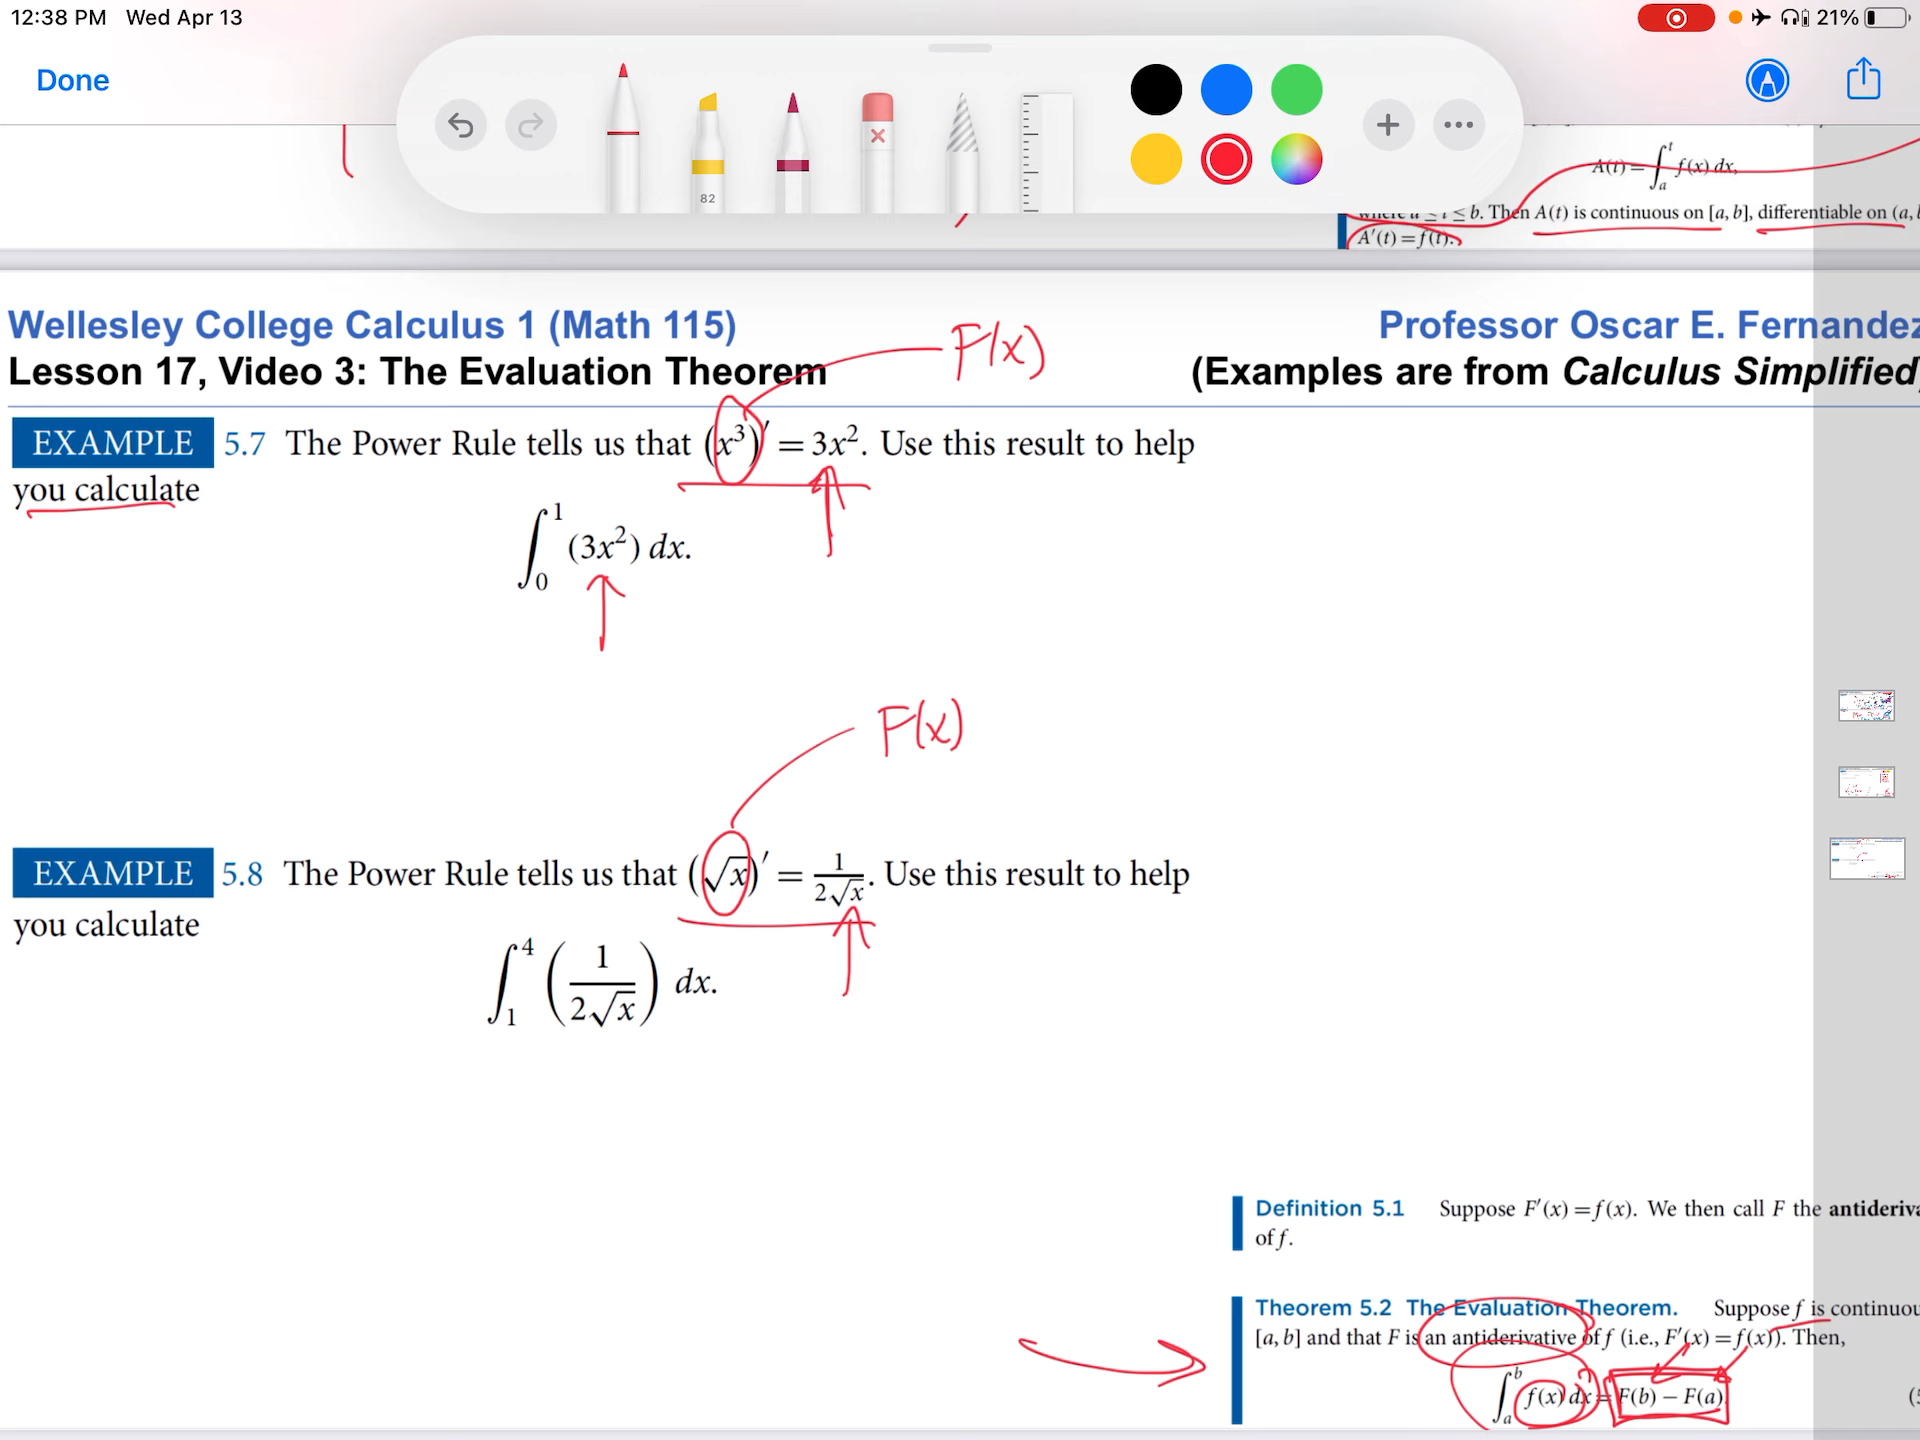 12:38 PM Wed Apr 13
21%
Done
82
A(t) = ∫_a^t f(x) dx,
where a ≤ t ≤ b. Then A(t) is continuous on [a, b], differentiable on (a,
A′(t) = f(t).
Wellesley College Calculus 1 (Math 115)
Professor Oscar E. Fernandez
Lesson 17, Video 3: The Evaluation Theorem
(Examples are from Calculus Simplified)
F(x)
EXAMPLE 5.7 The Power Rule tells us that (x³)′ = 3x². Use this result to help
you calculate
∫_0^1 (3x²) dx.
F(x)
EXAMPLE 5.8 The Power Rule tells us that (√x)′ = 1/(2√x). Use this result to help
you calculate
∫_1^4 (1/(2√x)) dx.
Definition 5.1 Suppose F′(x) = f(x). We then call F the antideriva
of f.
Theorem 5.2 The Evaluation Theorem. Suppose f is continuou
[a, b] and that F is an antiderivative of f (i.e., F′(x) = f(x)). Then,
∫_a^b f(x) dx = F(b) − F(a)